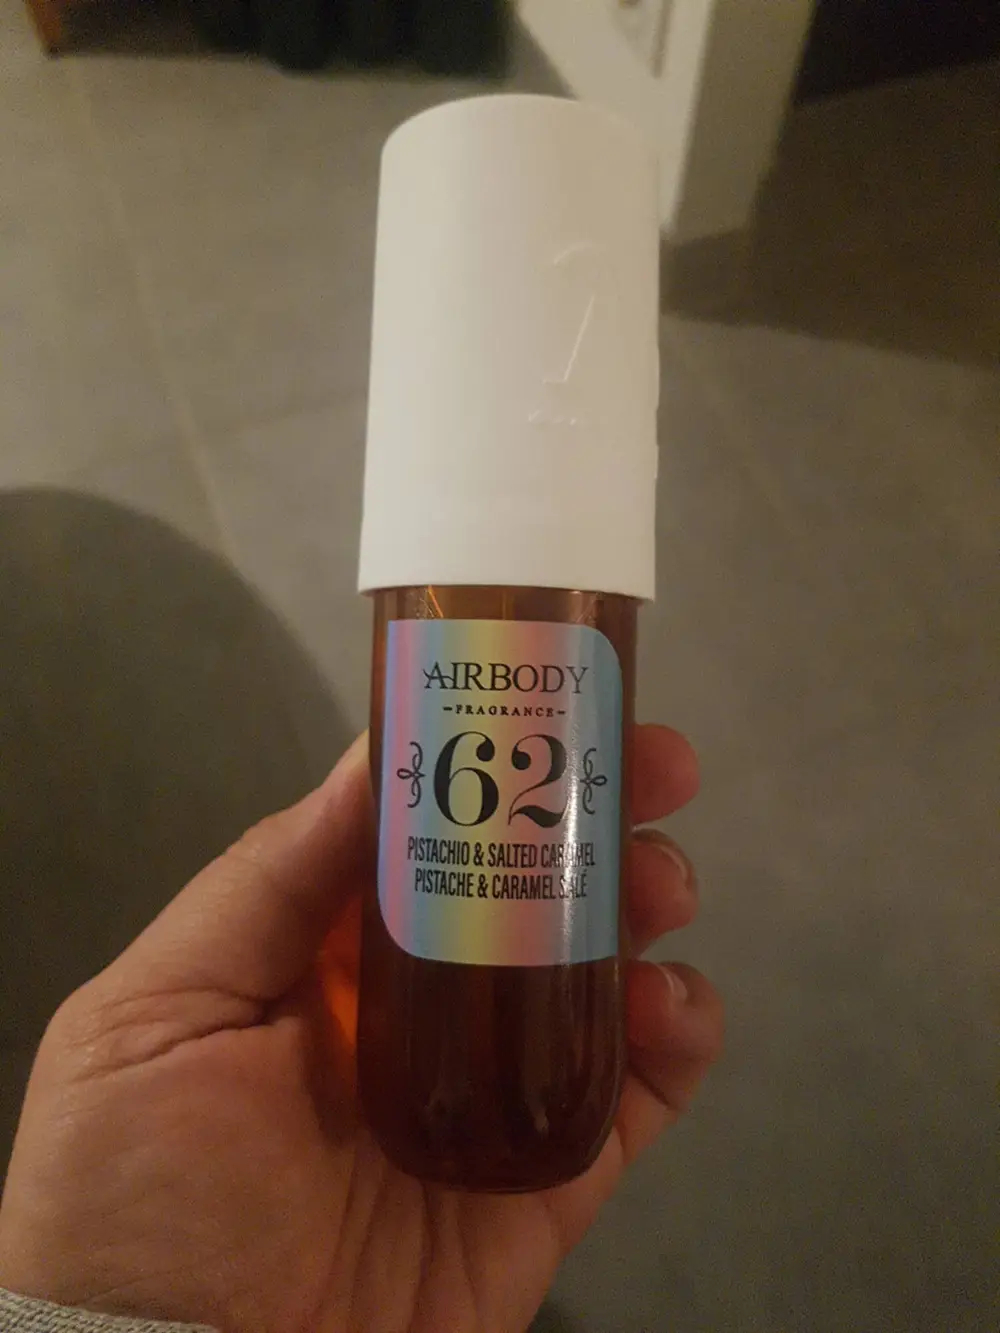 AIRBODY
-FRAGRANCE-
62
PISTACHIO & SALTED CARAMEL
PISTACHE & CARAMEL SALÉ